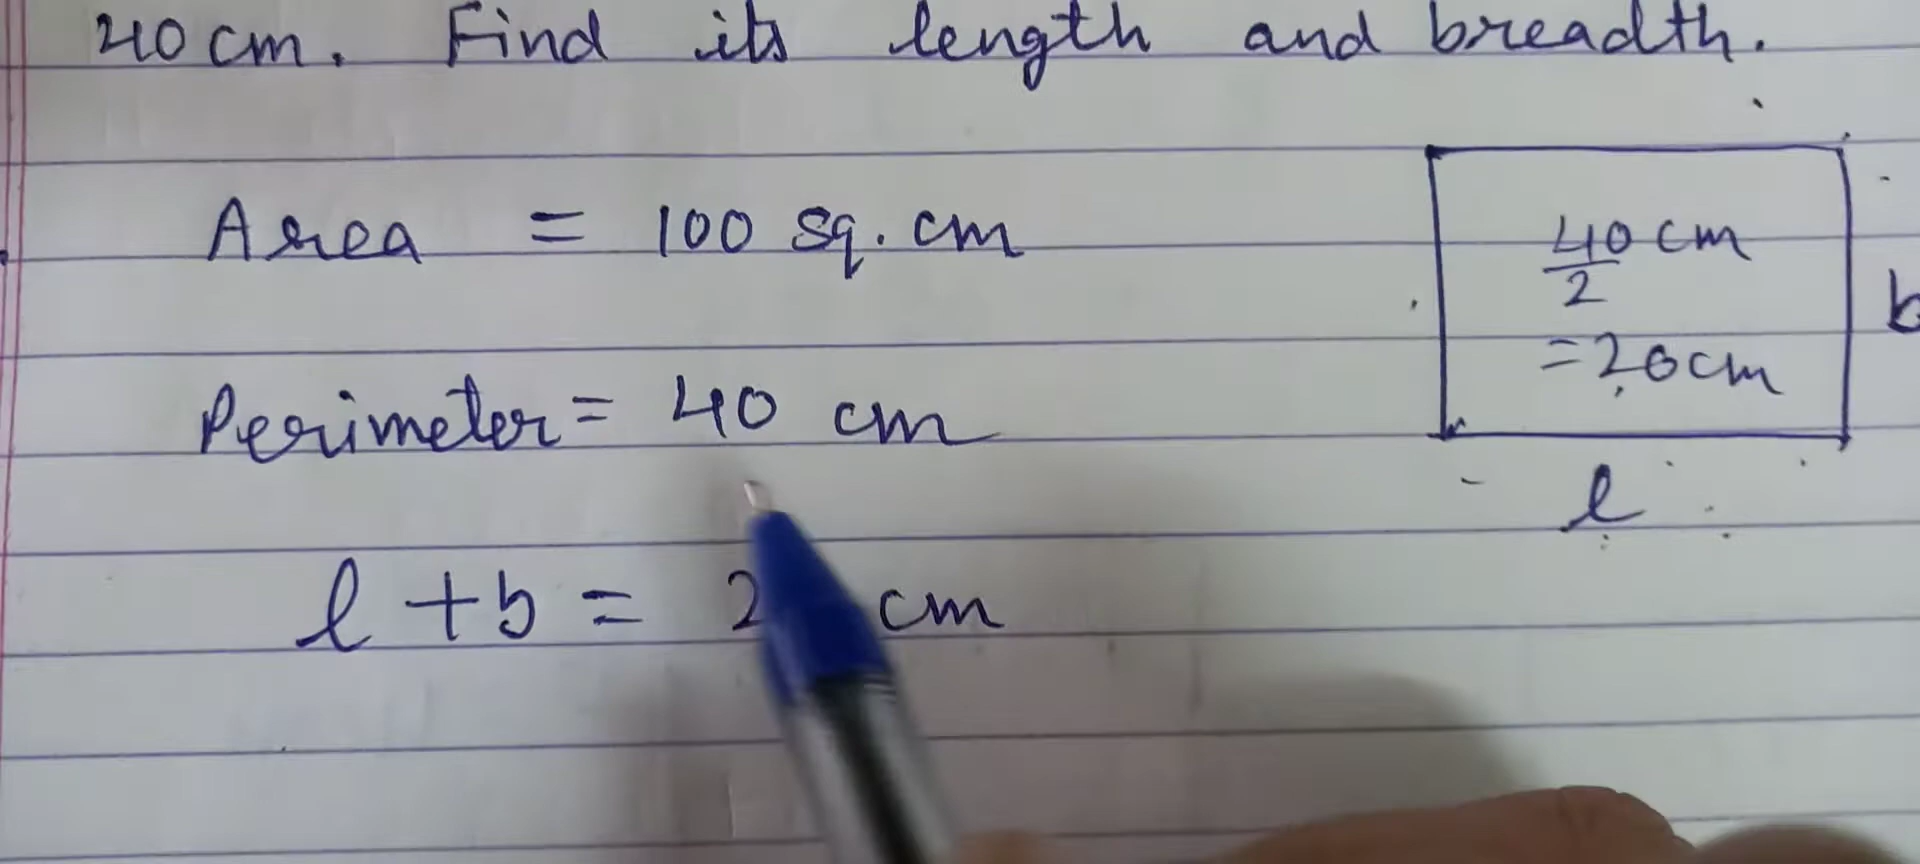 40 cm. Find its length and breadth.
Area = 100 sq. cm
40 cm
2
= 20 cm
b
Perimeter = 40 cm
l
l + b = 2 cm